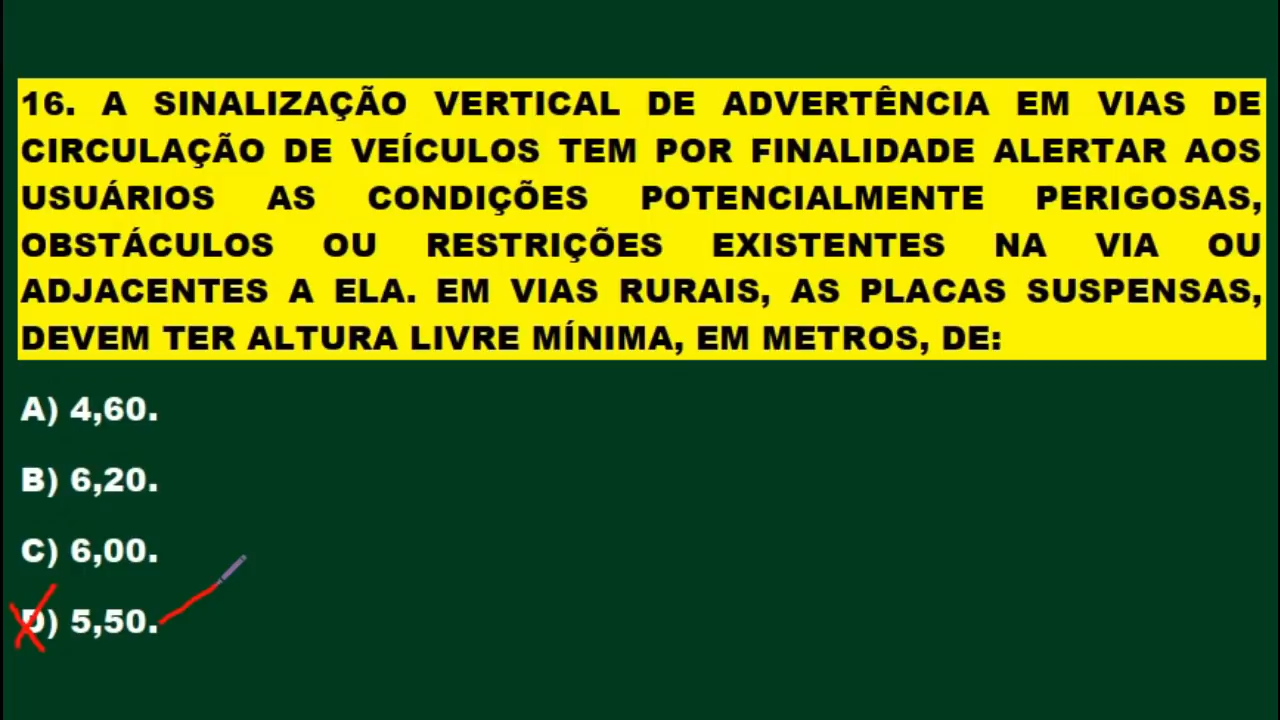 16. A SINALIZAÇÃO VERTICAL DE ADVERTÊNCIA EM VIAS DE
CIRCULAÇÃO DE VEÍCULOS TEM POR FINALIDADE ALERTAR AOS
USUÁRIOS AS CONDIÇÕES POTENCIALMENTE PERIGOSAS,
OBSTÁCULOS OU RESTRIÇÕES EXISTENTES NA VIA OU
ADJACENTES A ELA. EM VIAS RURAIS, AS PLACAS SUSPENSAS,
DEVEM TER ALTURA LIVRE MÍNIMA, EM METROS, DE:
A) 4,60.
B) 6,20.
C) 6,00.
D) 5,50.